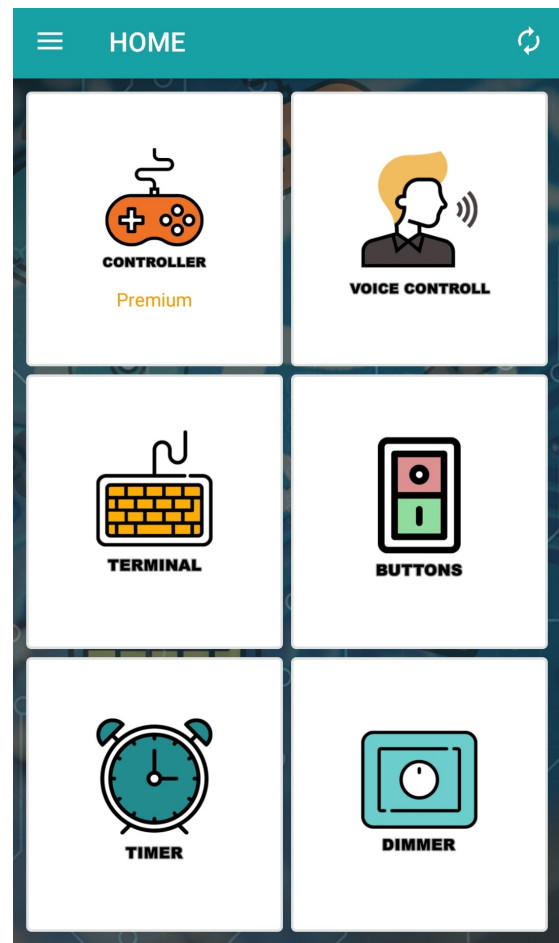 HOME
CONTROLLER
Premium
VOICE CONTROLL
TERMINAL
BUTTONS
TIMER
DIMMER